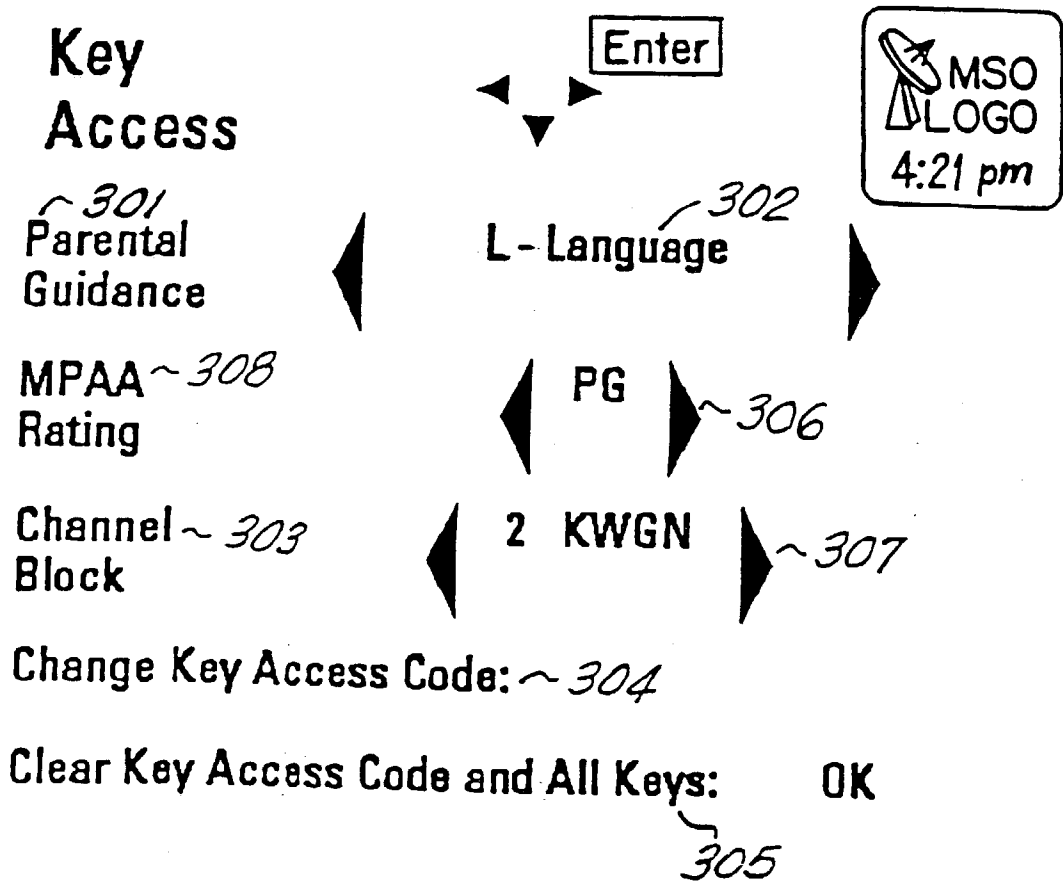 Key
Access
Enter
MSO
LOGO
4:21 pm
301
Parental
Guidance
L-Language
302
MPAA
Rating
308
PG
306
Channel
Block
303
2 KWGN
307
Change Key Access Code:
304
Clear Key Access Code and All Keys: OK
305